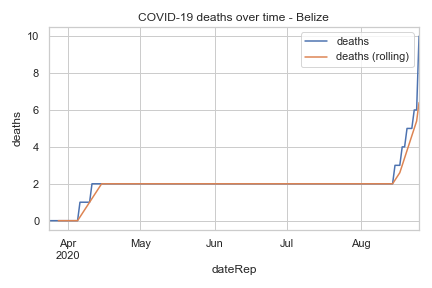 COVID-19 deaths over time - Belize
10
8
6
4
2
0
deaths
deaths
deaths (rolling)
Apr
2020
May
Jun
Jul
Aug
dateRep